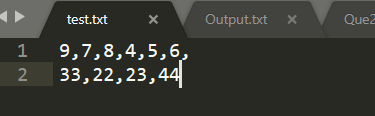 test.txt × Output.txt × Que2
1 9,7,8,4,5,6,
2 33,22,23,44